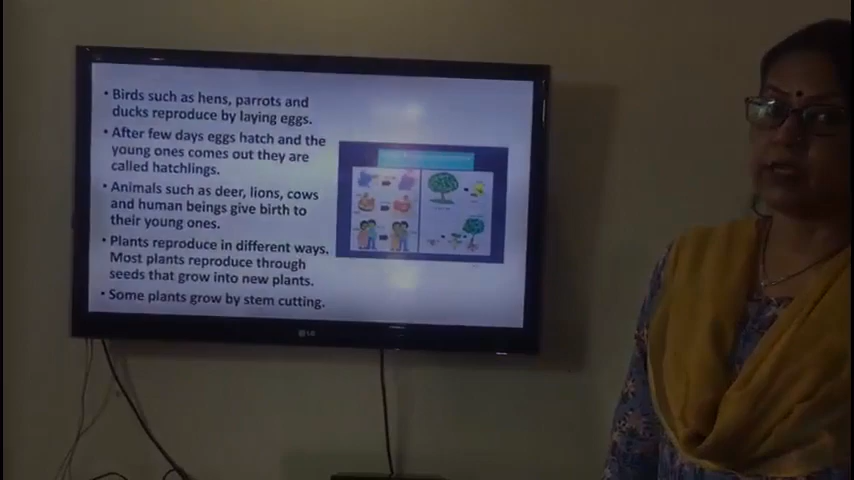 • Birds such as hens, parrots and
ducks reproduce by laying eggs.
• After few days eggs hatch and the
young ones comes out they are
called hatchlings.
• Animals such as deer, lions, cows
and human beings give birth to
their young ones.
• Plants reproduce in different ways.
Most plants reproduce through
seeds that grow into new plants.
• Some plants grow by stem cutting.
LG